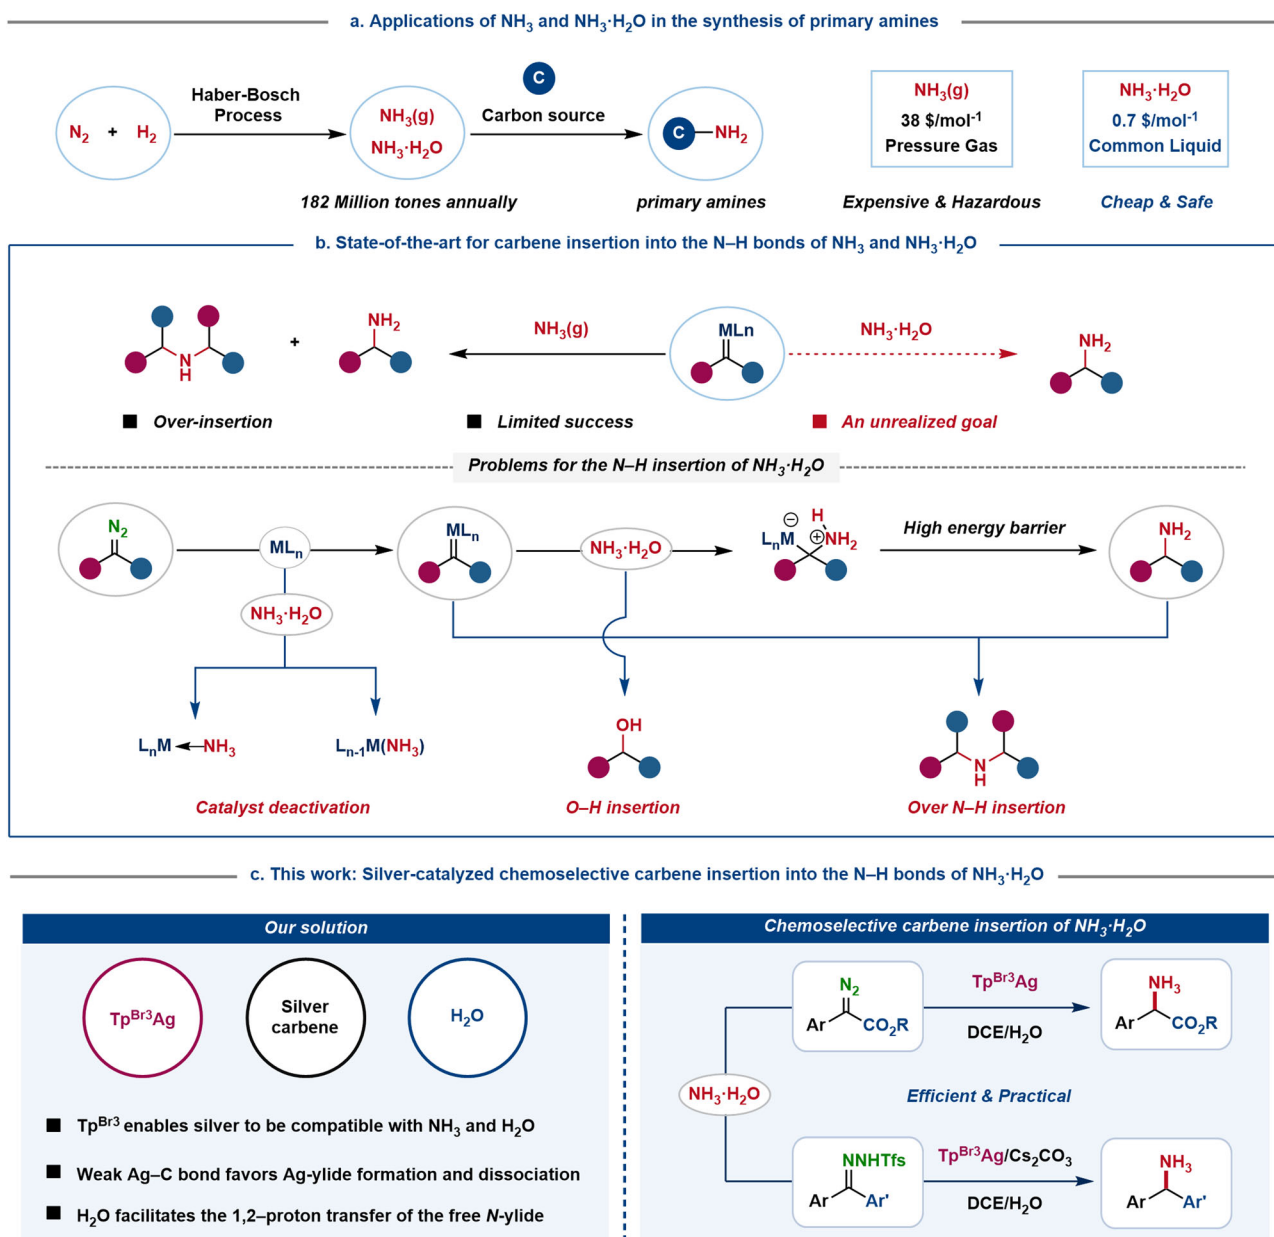 a. Applications of NH3 and NH3·H2O in the synthesis of primary amines
N2 + H2
Haber-Bosch
Process
NH3(g)
NH3·H2O
182 Million tones annually
C
Carbon source
C NH2
primary amines
NH3(g)
38 $/mol-1
Pressure Gas
Expensive & Hazardous
NH3·H2O
0.7 $/mol-1
Common Liquid
Cheap & Safe
b. State-of-the-art for carbene insertion into the N–H bonds of NH3 and NH3·H2O
N
H
+
NH2
NH3(g)
MLn
NH3·H2O
NH2
Over-insertion
Limited success
An unrealized goal
Problems for the N–H insertion of NH3·H2O
N2
MLn
NH3·H2O
MLn
NH3·H2O
⊖ H
LnM ⊕ NH2
High energy barrier
NH2
LnM NH3
Ln-1M(NH3)
Catalyst deactivation
OH
O–H insertion
N
H
Over N–H insertion
c. This work: Silver-catalyzed chemoselective carbene insertion into the N–H bonds of NH3·H2O
Our solution
TpBr3Ag
Silver
carbene
H2O
TpBr3 enables silver to be compatible with NH3 and H2O
Weak Ag–C bond favors Ag-ylide formation and dissociation
H2O facilitates the 1,2–proton transfer of the free N-ylide
Chemoselective carbene insertion of NH3·H2O
N2
Ar CO2R
TpBr3Ag
DCE/H2O
NH3
Ar CO2R
NH3·H2O
Efficient & Practical
NNHTfs
Ar Ar'
TpBr3Ag/Cs2CO3
DCE/H2O
NH3
Ar Ar'